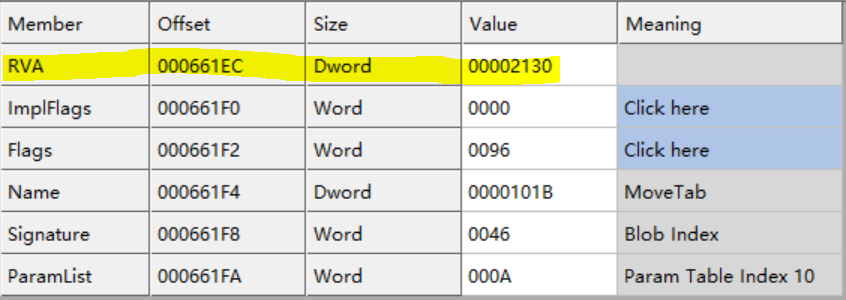 Member Offset Size Value Meaning
RVA 000661EC Dword 00002130
ImplFlags 000661F0 Word 0000 Click here
Flags 000661F2 Word 0096 Click here
Name 000661F4 Dword 0000101B MoveTab
Signature 000661F8 Word 0046 Blob Index
ParamList 000661FA Word 000A Param Table Index 10